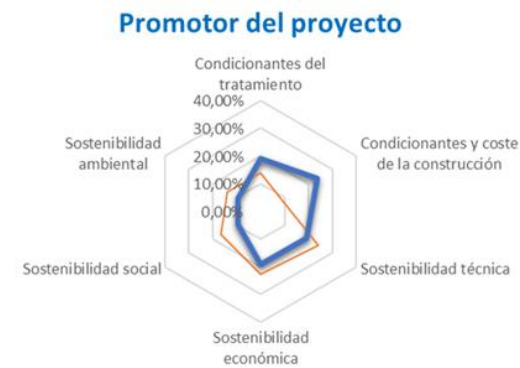 Promotor del proyecto
Condicionantes del
tratamiento
40,00%
30,00%
20,00%
10,00%
0,00%
Condicionantes y coste
de la construcción
Sostenibilidad técnica
Sostenibilidad
económica
Sostenibilidad social
Sostenibilidad
ambiental